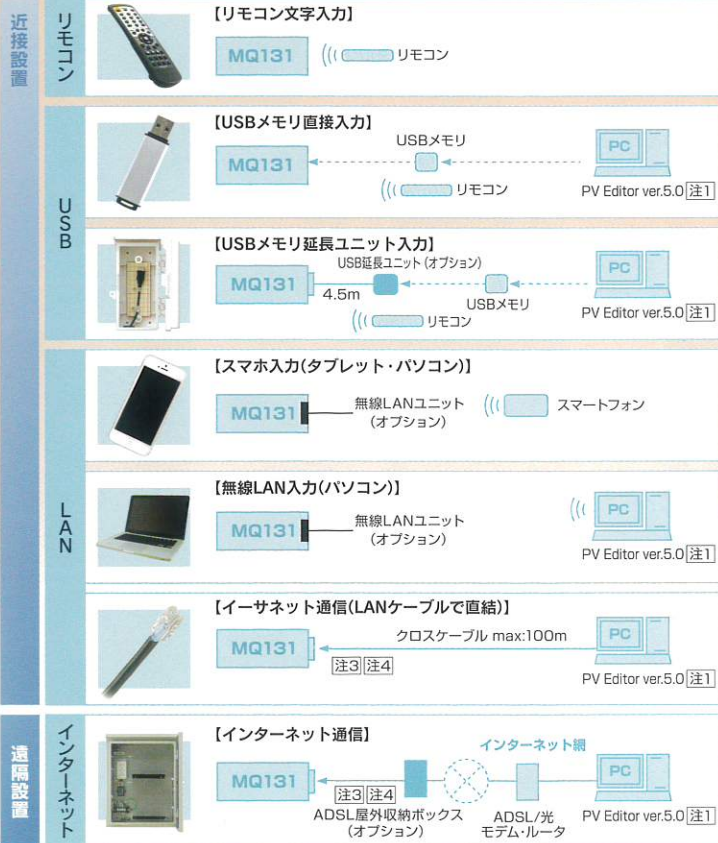 近接設置
リモコン
【リモコン文字入力】
MQ131
リモコン
USB
【USBメモリ直接入力】
USBメモリ
MQ131
PC
リモコン
PV Editor ver.5.0 注1
【USBメモリ延長ユニット入力】
USB延長ユニット(オプション)
MQ131
PC
4.5m
USBメモリ
リモコン
PV Editor ver.5.0 注1
LAN
【スマホ入力(タブレット・パソコン)】
MQ131
無線LANユニット
(オプション)
スマートフォン
【無線LAN入力(パソコン)】
MQ131
無線LANユニット
(オプション)
PC
PV Editor ver.5.0 注1
【イーサネット通信(LANケーブルで直結)】
クロスケーブル max:100m
MQ131
PC
注3 注4
PV Editor ver.5.0 注1
遠隔設置
インターネット
【インターネット通信】
インターネット網
MQ131
PC
注3 注4
ADSL屋外収納ボックス
(オプション)
ADSL/光
モデム・ルータ
PV Editor ver.5.0 注1